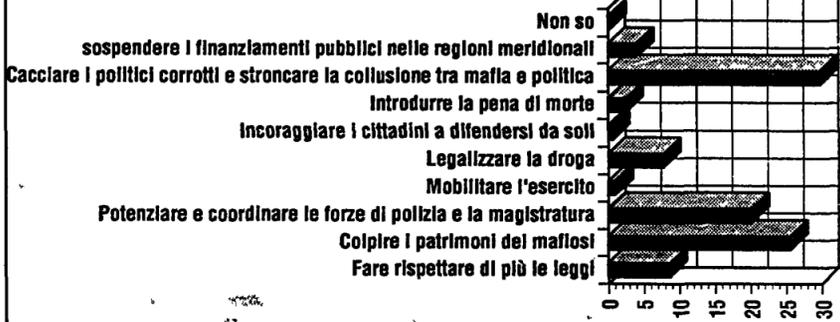 Non so
sospendere i finanziamenti pubblici nelle regioni meridionali
Cacciare i politici corrotti e stroncare la collusione tra mafia e politica
Introdurre la pena di morte
Incoraggiare i cittadini a difendersi da soli
Legalizzare la droga
Mobilitare l'esercito
Potenziare e coordinare le forze di polizia e la magistratura
Colpire i patrimoni dei mafiosi
Fare rispettare di più le leggi
0 5 10 15 20 25 30